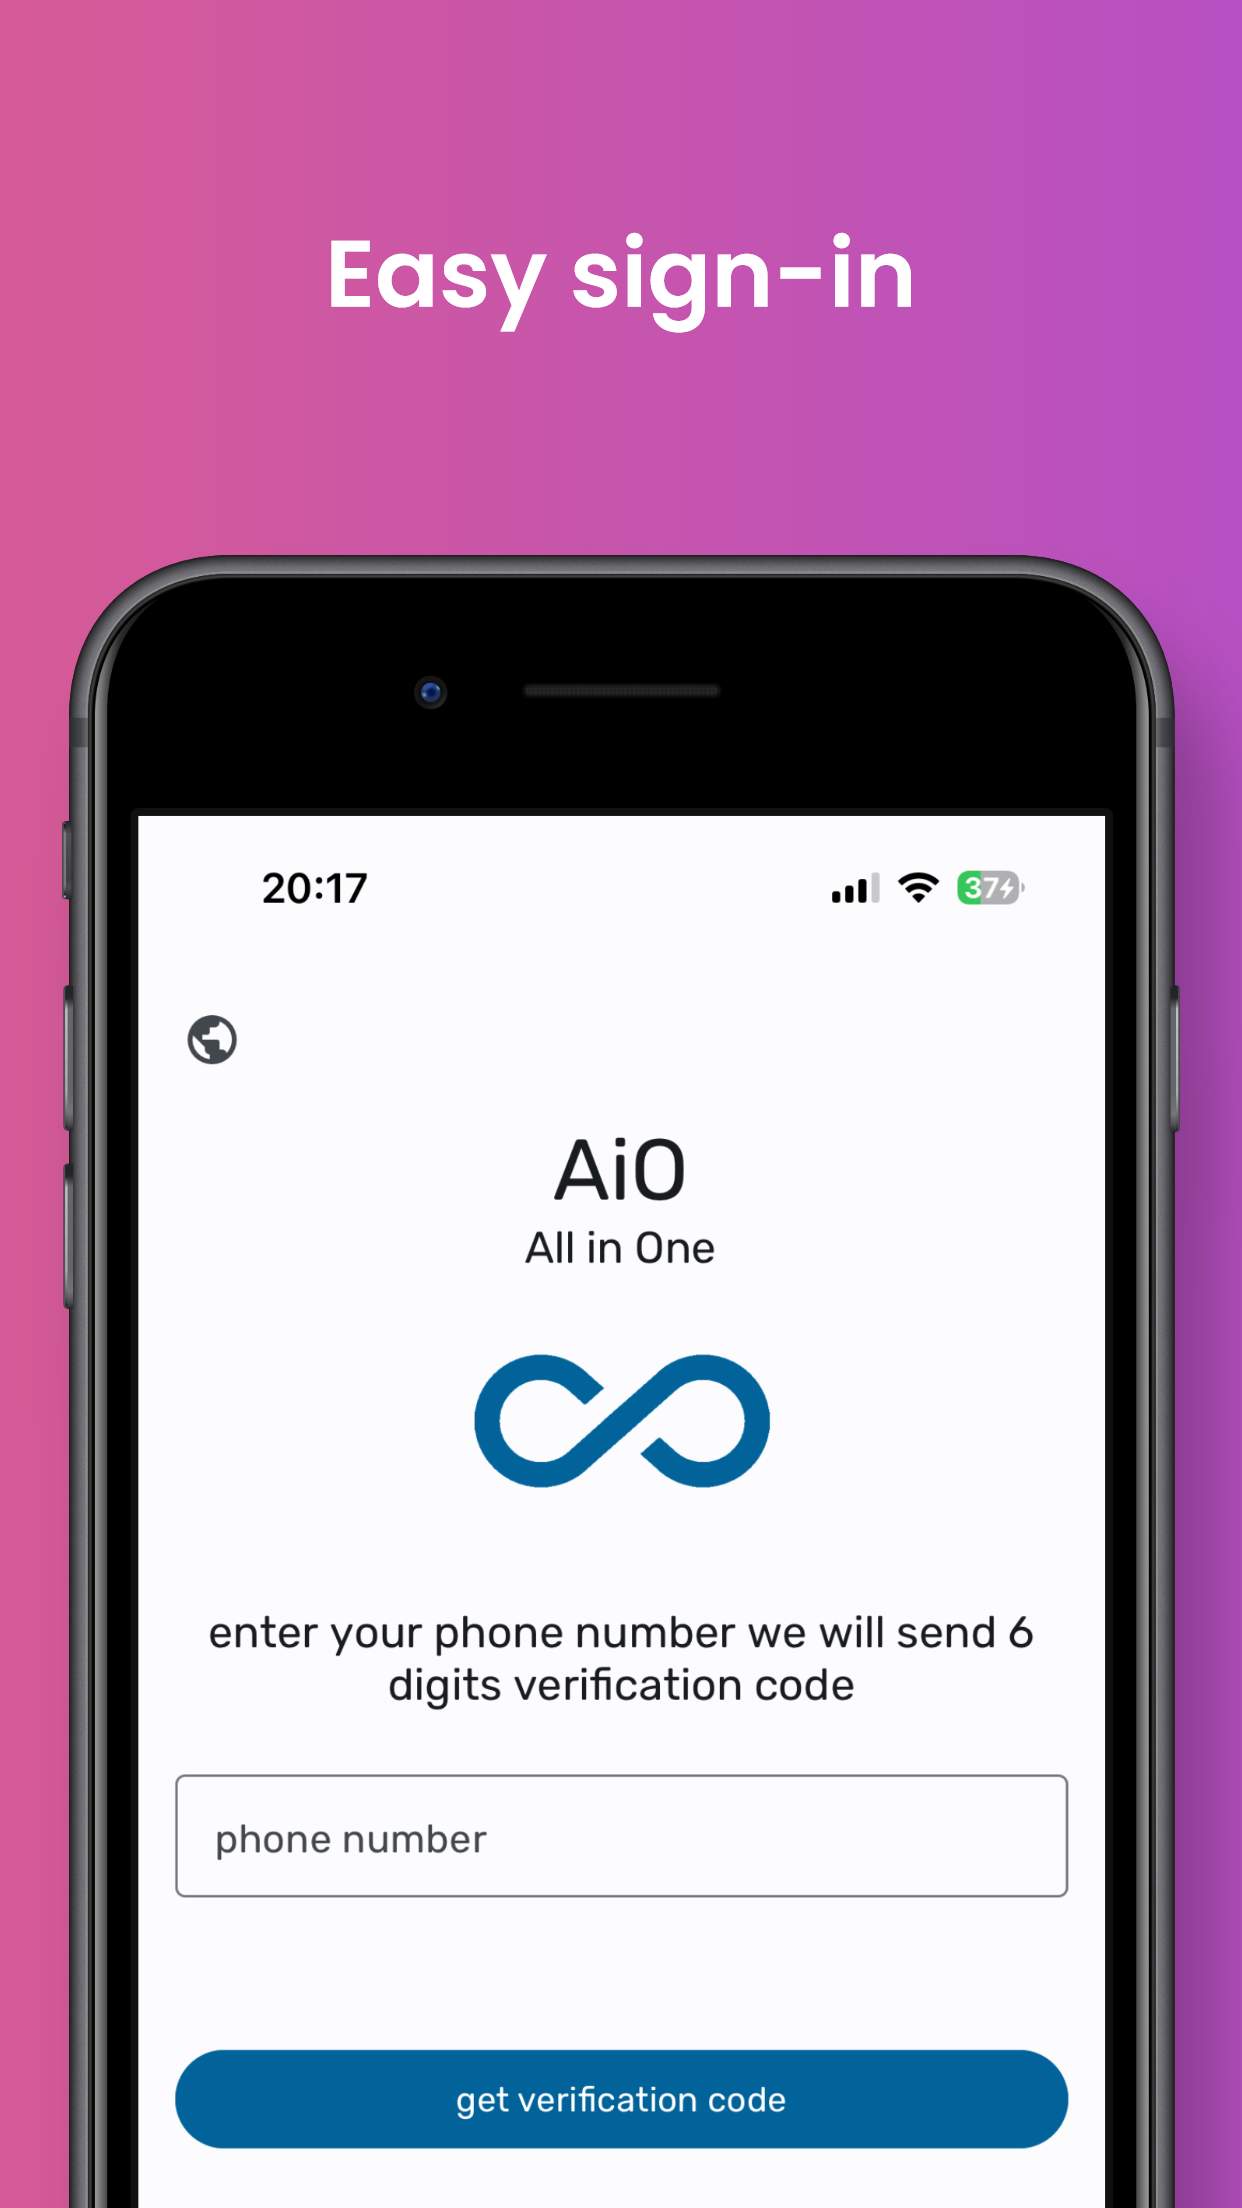 Easy sign-in
20:17
37
AiO
All in One
enter your phone number we will send 6
digits verification code
phone number
get verification code